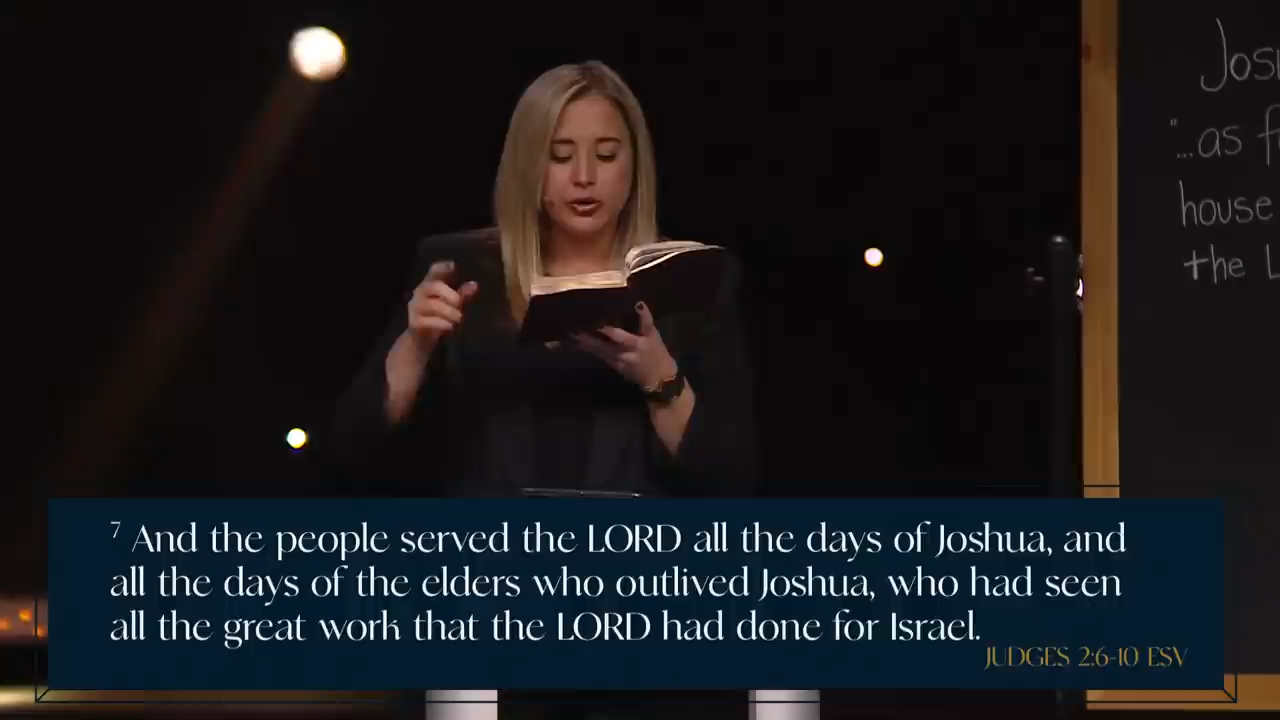 Jos
"...as f
house
the L
7 And the people served the LORD all the days of Joshua, and
all the days of the elders who outlived Joshua, who had seen
all the great work that the LORD had done for Israel.
JUDGES 2:6-10 ESV